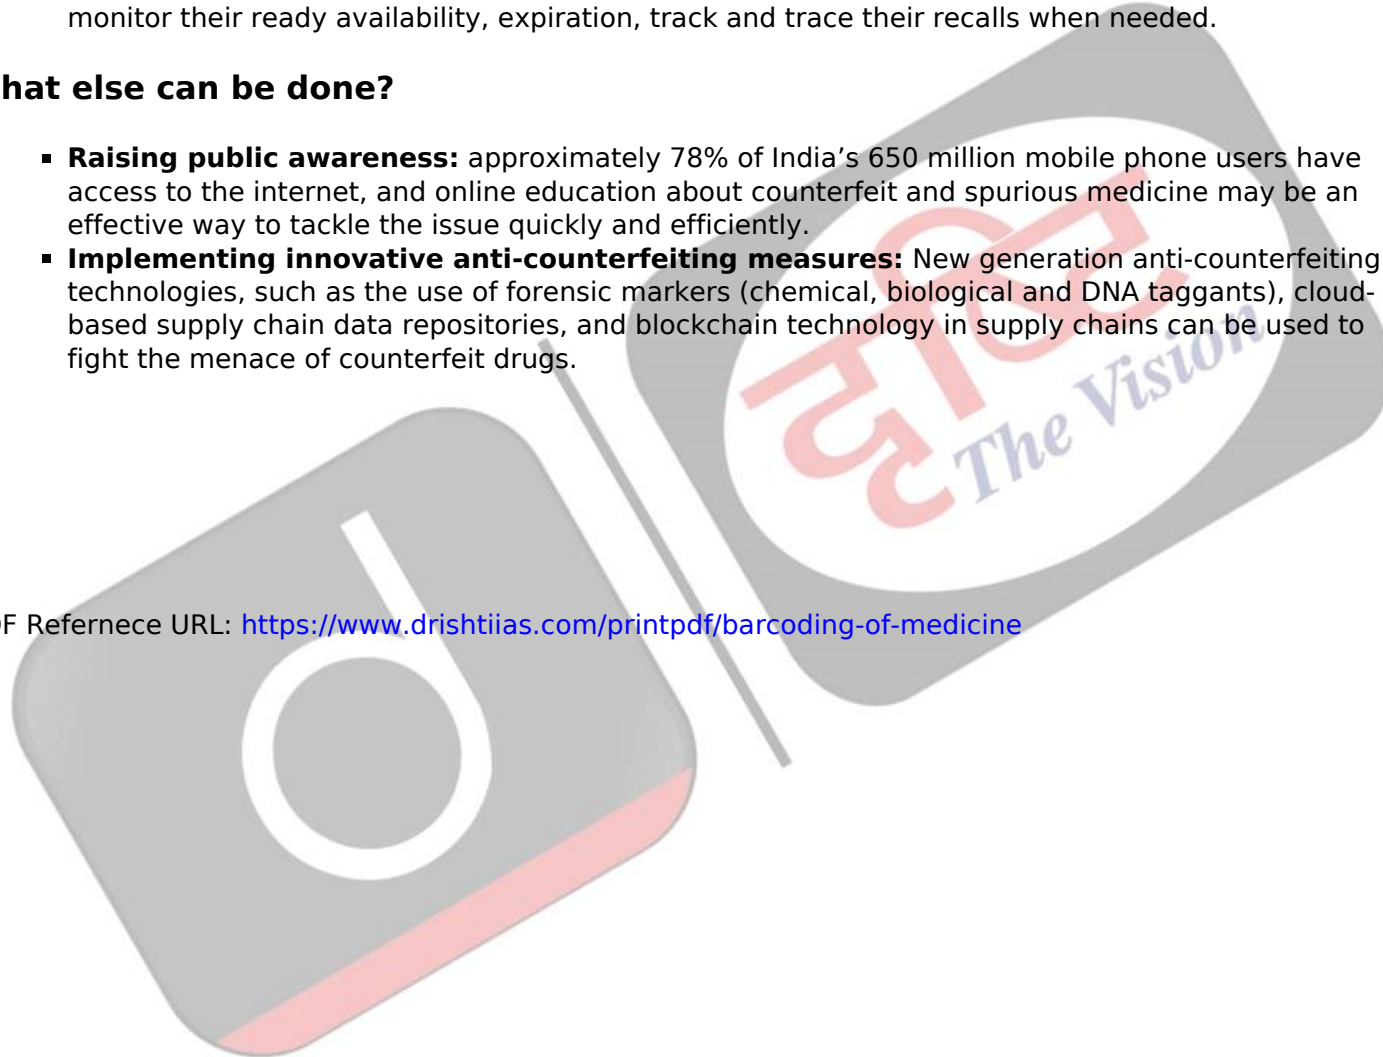 monitor their ready availability, expiration, track and trace their recalls when needed.
hat else can be done?
▪ Raising public awareness: approximately 78% of India’s 650 million mobile phone users have
access to the internet, and online education about counterfeit and spurious medicine may be an
effective way to tackle the issue quickly and efficiently.
▪ Implementing innovative anti-counterfeiting measures: New generation anti-counterfeiting
technologies, such as the use of forensic markers (chemical, biological and DNA taggants), cloud-
based supply chain data repositories, and blockchain technology in supply chains can be used to
fight the menace of counterfeit drugs.
दृष्टि
The Vision
d
F Refernece URL: https://www.drishtiias.com/printpdf/barcoding-of-medicine